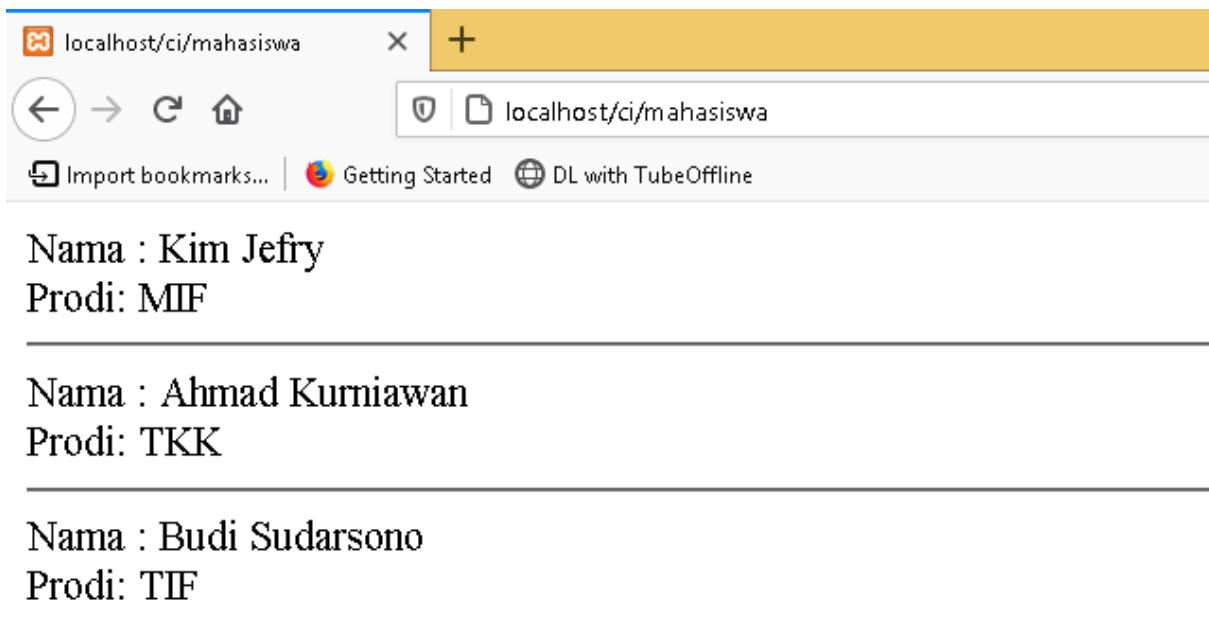 localhost/ci/mahasiswa
localhost/ci/mahasiswa
Import bookmarks... Getting Started DL with TubeOffline
Nama : Kim Jefry
Prodi: MIF
Nama : Ahmad Kurniawan
Prodi: TKK
Nama : Budi Sudarsono
Prodi: TIF